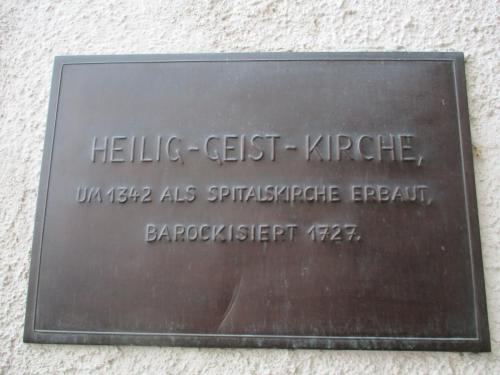 HEILIG-GEIST-KIRCHE,
UM 1342 ALS SPITALSKIRCHE ERBAUT,
BAROCKISIERT 1727.